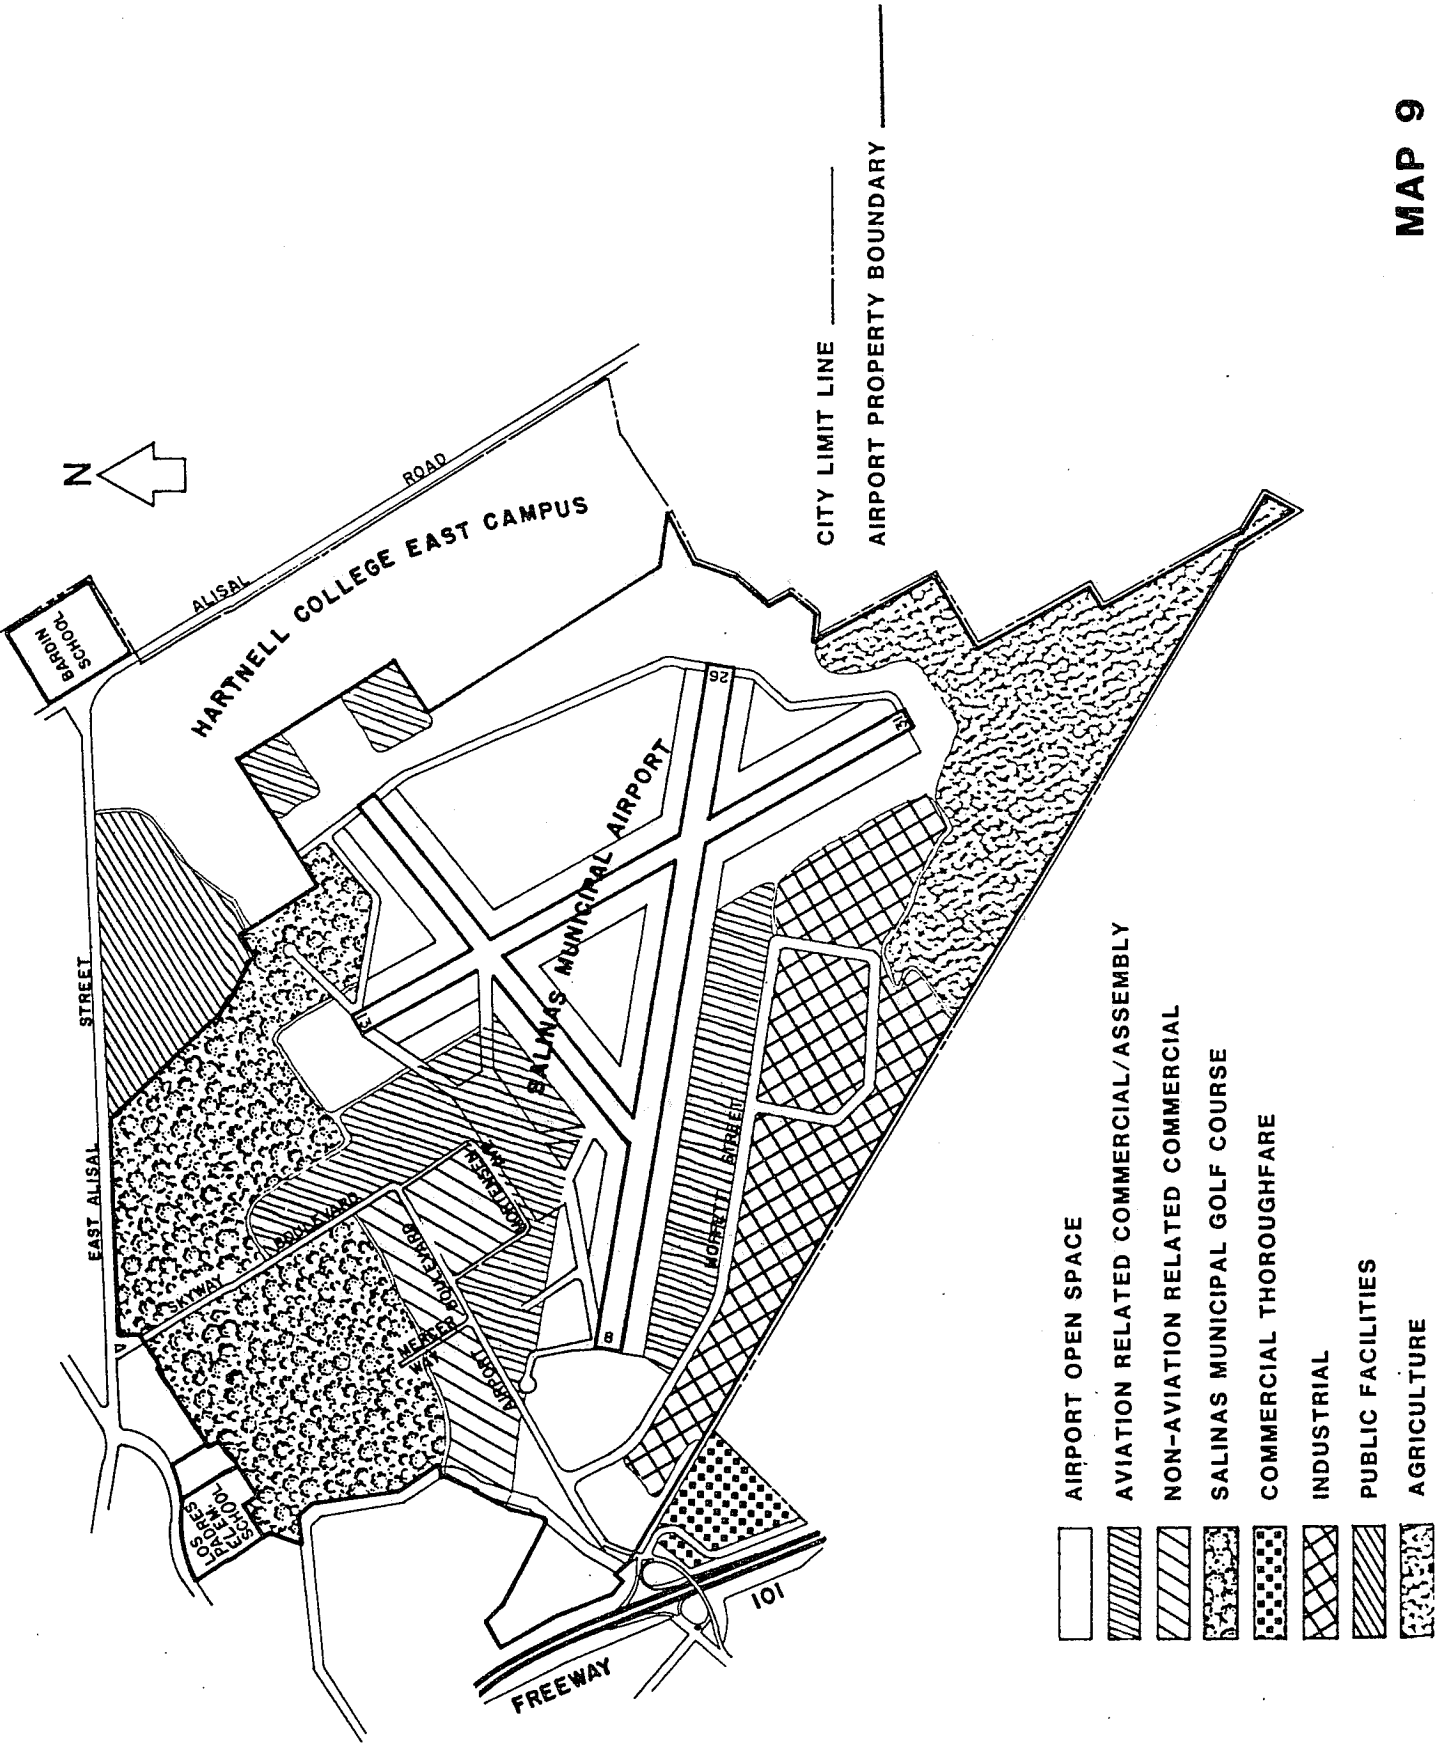 N
BARDIN
SCHOOL
ALISAL
ROAD
HARTNELL COLLEGE EAST CAMPUS
STREET
EAST ALISAL
SKYWAY
BOULEVARD
LOS
PADRES
ELEM.
SCHOOL
MERCER
WAY
AIRPORT
BOULEVARD
MORTENSEN
AVE
SALINAS MUNICIPAL AIRPORT
13
26
31
8
MOFFETT STREET
FREEWAY
101
CITY LIMIT LINE
AIRPORT PROPERTY BOUNDARY
AIRPORT OPEN SPACE
AVIATION RELATED COMMERCIAL/ASSEMBLY
NON-AVIATION RELATED COMMERCIAL
SALINAS MUNICIPAL GOLF COURSE
COMMERCIAL THOROUGHFARE
INDUSTRIAL
PUBLIC FACILITIES
AGRICULTURE
MAP 9